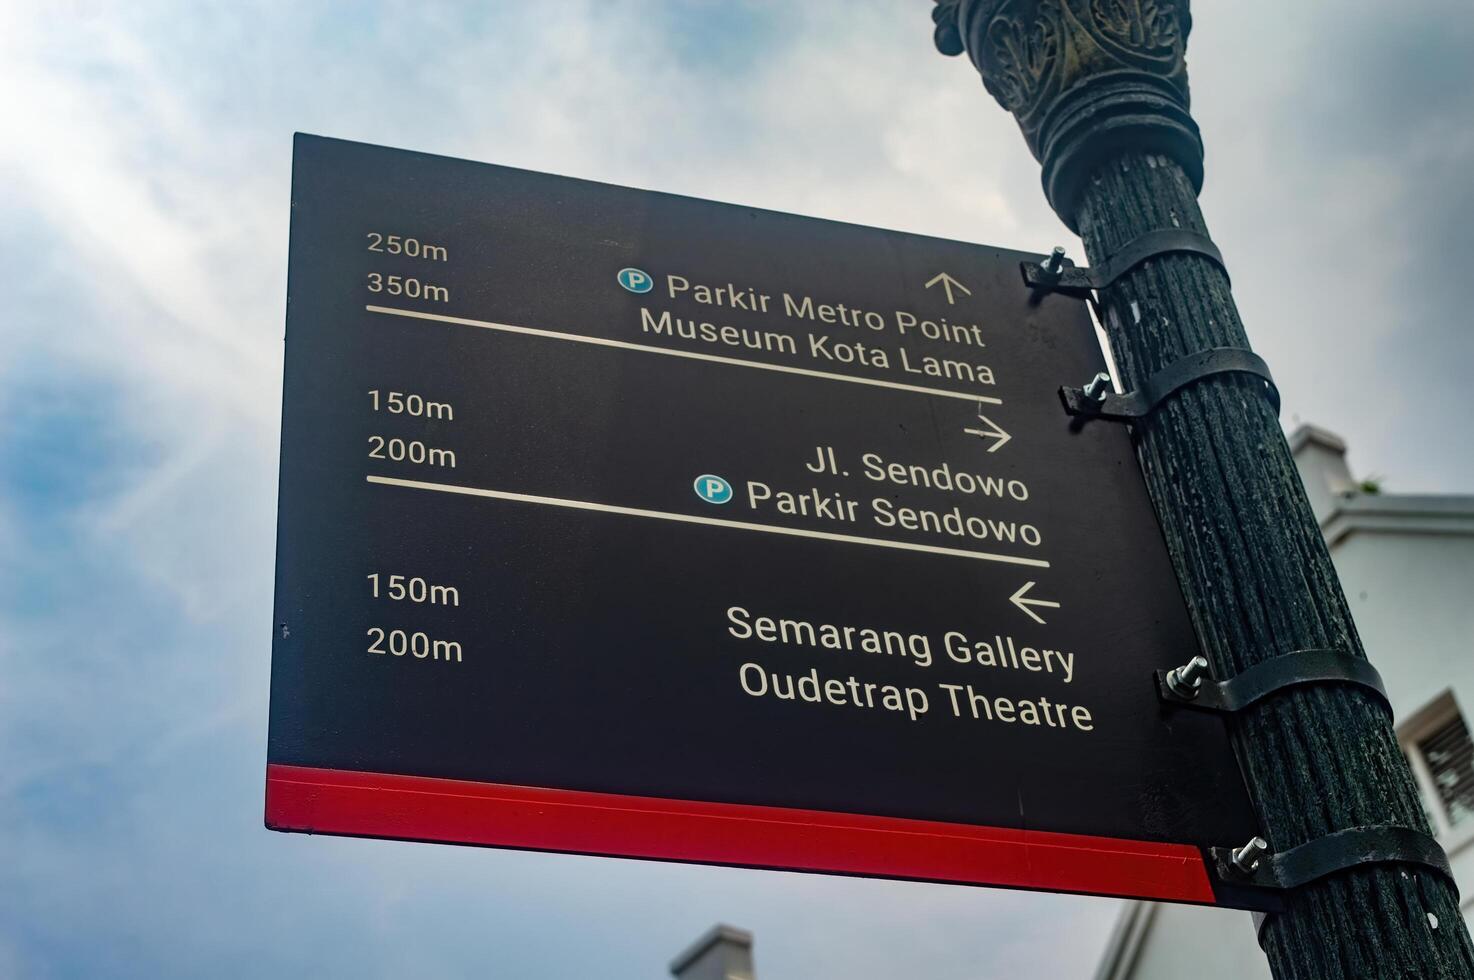 250m P Parkir Metro Point ↑
350m Museum Kota Lama
150m Jl. Sendowo →
200m P Parkir Sendowo
150m Semarang Gallery ←
200m Oudetrap Theatre